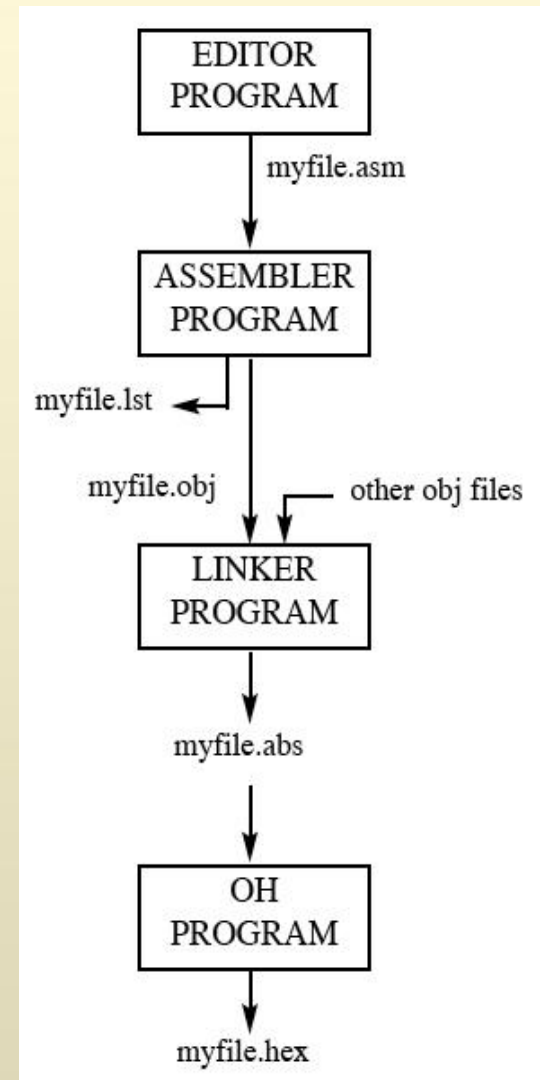 EDITOR
PROGRAM
myfile.asm
ASSEMBLER
PROGRAM
myfile.lst
myfile.obj
other obj files
LINKER
PROGRAM
myfile.abs
OH
PROGRAM
myfile.hex